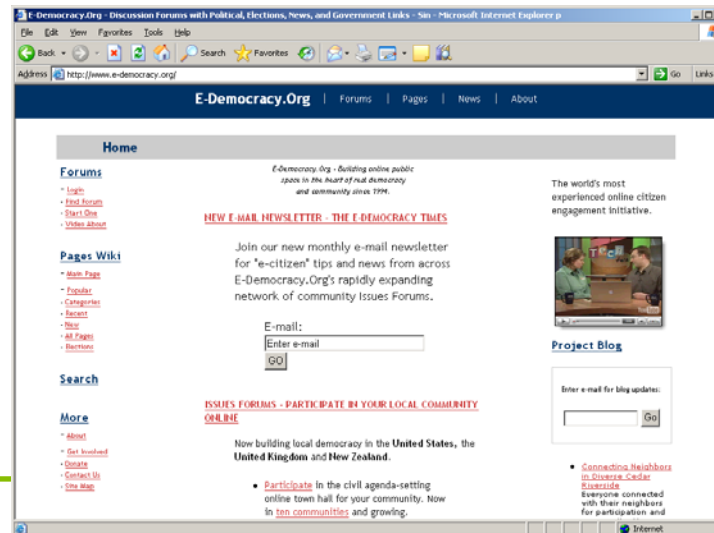 E-Democracy.Org - Discussion Forums with Political, Elections, News, and Government Links - Sin - Microsoft Internet Explorer p
File Edit View Favorites Tools Help
Back Search Favorites
Address http://www.e-democracy.org/ Go Links
E-Democracy.Org | Forums | Pages | News | About
Home
Forums
Login
Find Forum
Start One
Video About
Pages Wiki
Main Page
Popular
Categories
Recent
New
All Pages
Elections
Search
More
About
Get Involved
Donate
Contact Us
Site Map
E-Democracy.Org - Building online public
space in the heart of real democracy
and community since 1994.
NEW E-MAIL NEWSLETTER - THE E-DEMOCRACY TIMES
Join our new monthly e-mail newsletter
for "e-citizen" tips and news from across
E-Democracy.Org's rapidly expanding
network of community Issues Forums.
E-mail:
Enter e-mail
GO
ISSUES FORUMS - PARTICIPATE IN YOUR LOCAL COMMUNITY
ONLINE
Now building local democracy in the United States, the
United Kingdom and New Zealand.
• Participate in the civil agenda-setting
online town hall for your community. Now
in ten communities and growing.
The world's most
experienced online citizen
engagement initiative.
Project Blog
Enter e-mail for blog updates:
Go
• Connecting Neighbors
in Diverse Cedar
Riverside
Everyone connected
with their neighbors
for participation and
Internet